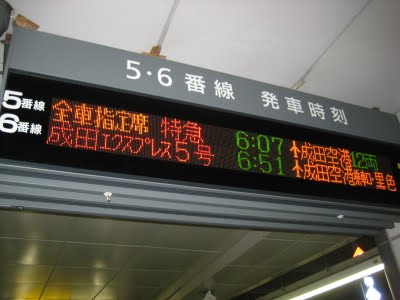 5・6番線 発車時刻
5番線 全車指定席 特急 6:07 ↑成田空港 12両
6番線 成田エクスプレス5号 6:51 ↑成田空港